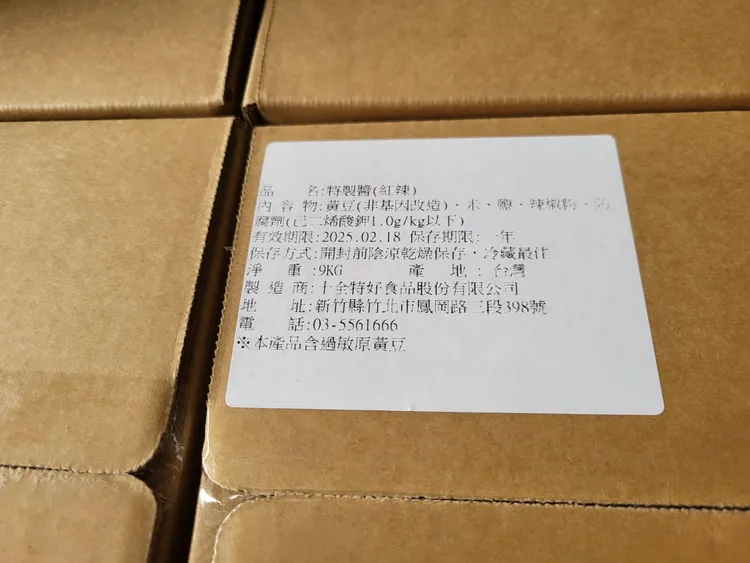 品 名:特製醬(紅辣)
內 容 物:黃豆(非基因改造)、米、鹽、辣椒粉、防
腐劑(己二烯酸鉀1.0g/kg以下)
有效期限:2025.02.18 保存期限: 一年
保存方式:開封前陰涼乾燥保存，冷藏最佳
淨 重:9KG 產 地: 台灣
製 造 商:十全特好食品股份有限公司
地 址:新竹縣竹北市鳳岡路三段398號
電 話:03-5561666
※本產品含過敏原黃豆